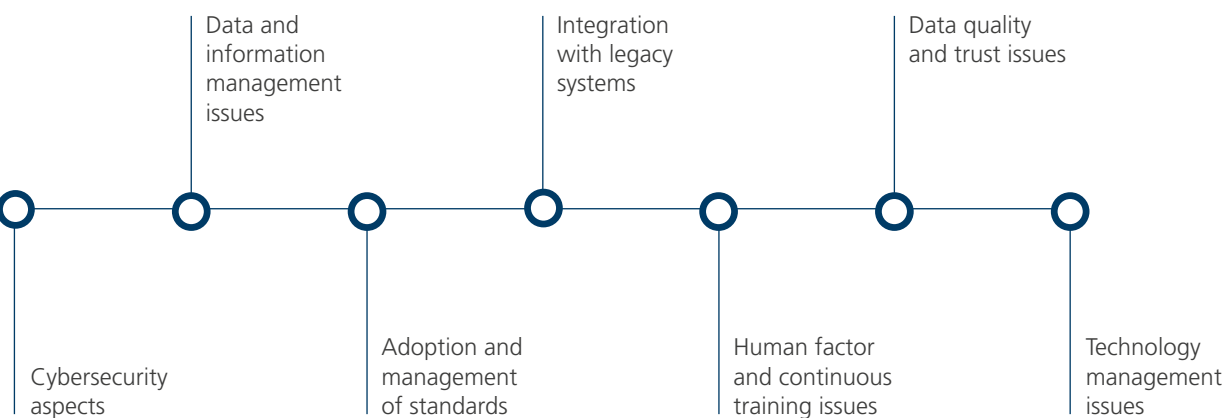 Data and
information
management
issues
Integration
with legacy
systems
Data quality
and trust issues
Cybersecurity
aspects
Adoption and
management
of standards
Human factor
and continuous
training issues
Technology
management
issues